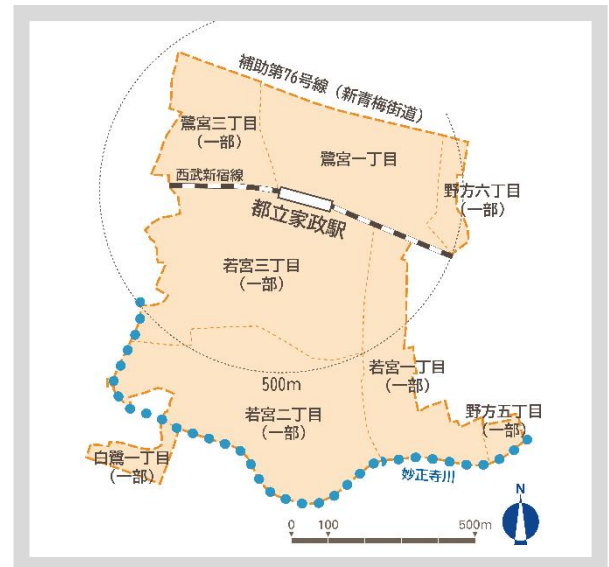 補助第76号線（新青梅街道）
鷺宮三丁目
（一部）
鷺宮一丁目
西武新宿線
野方六丁目
（一部）
都立家政駅
若宮三丁目
（一部）
若宮一丁目
（一部）
500m
若宮二丁目
（一部）
野方五丁目
（一部）
白鷺一丁目
（一部）
妙正寺川
N
0 100 500m